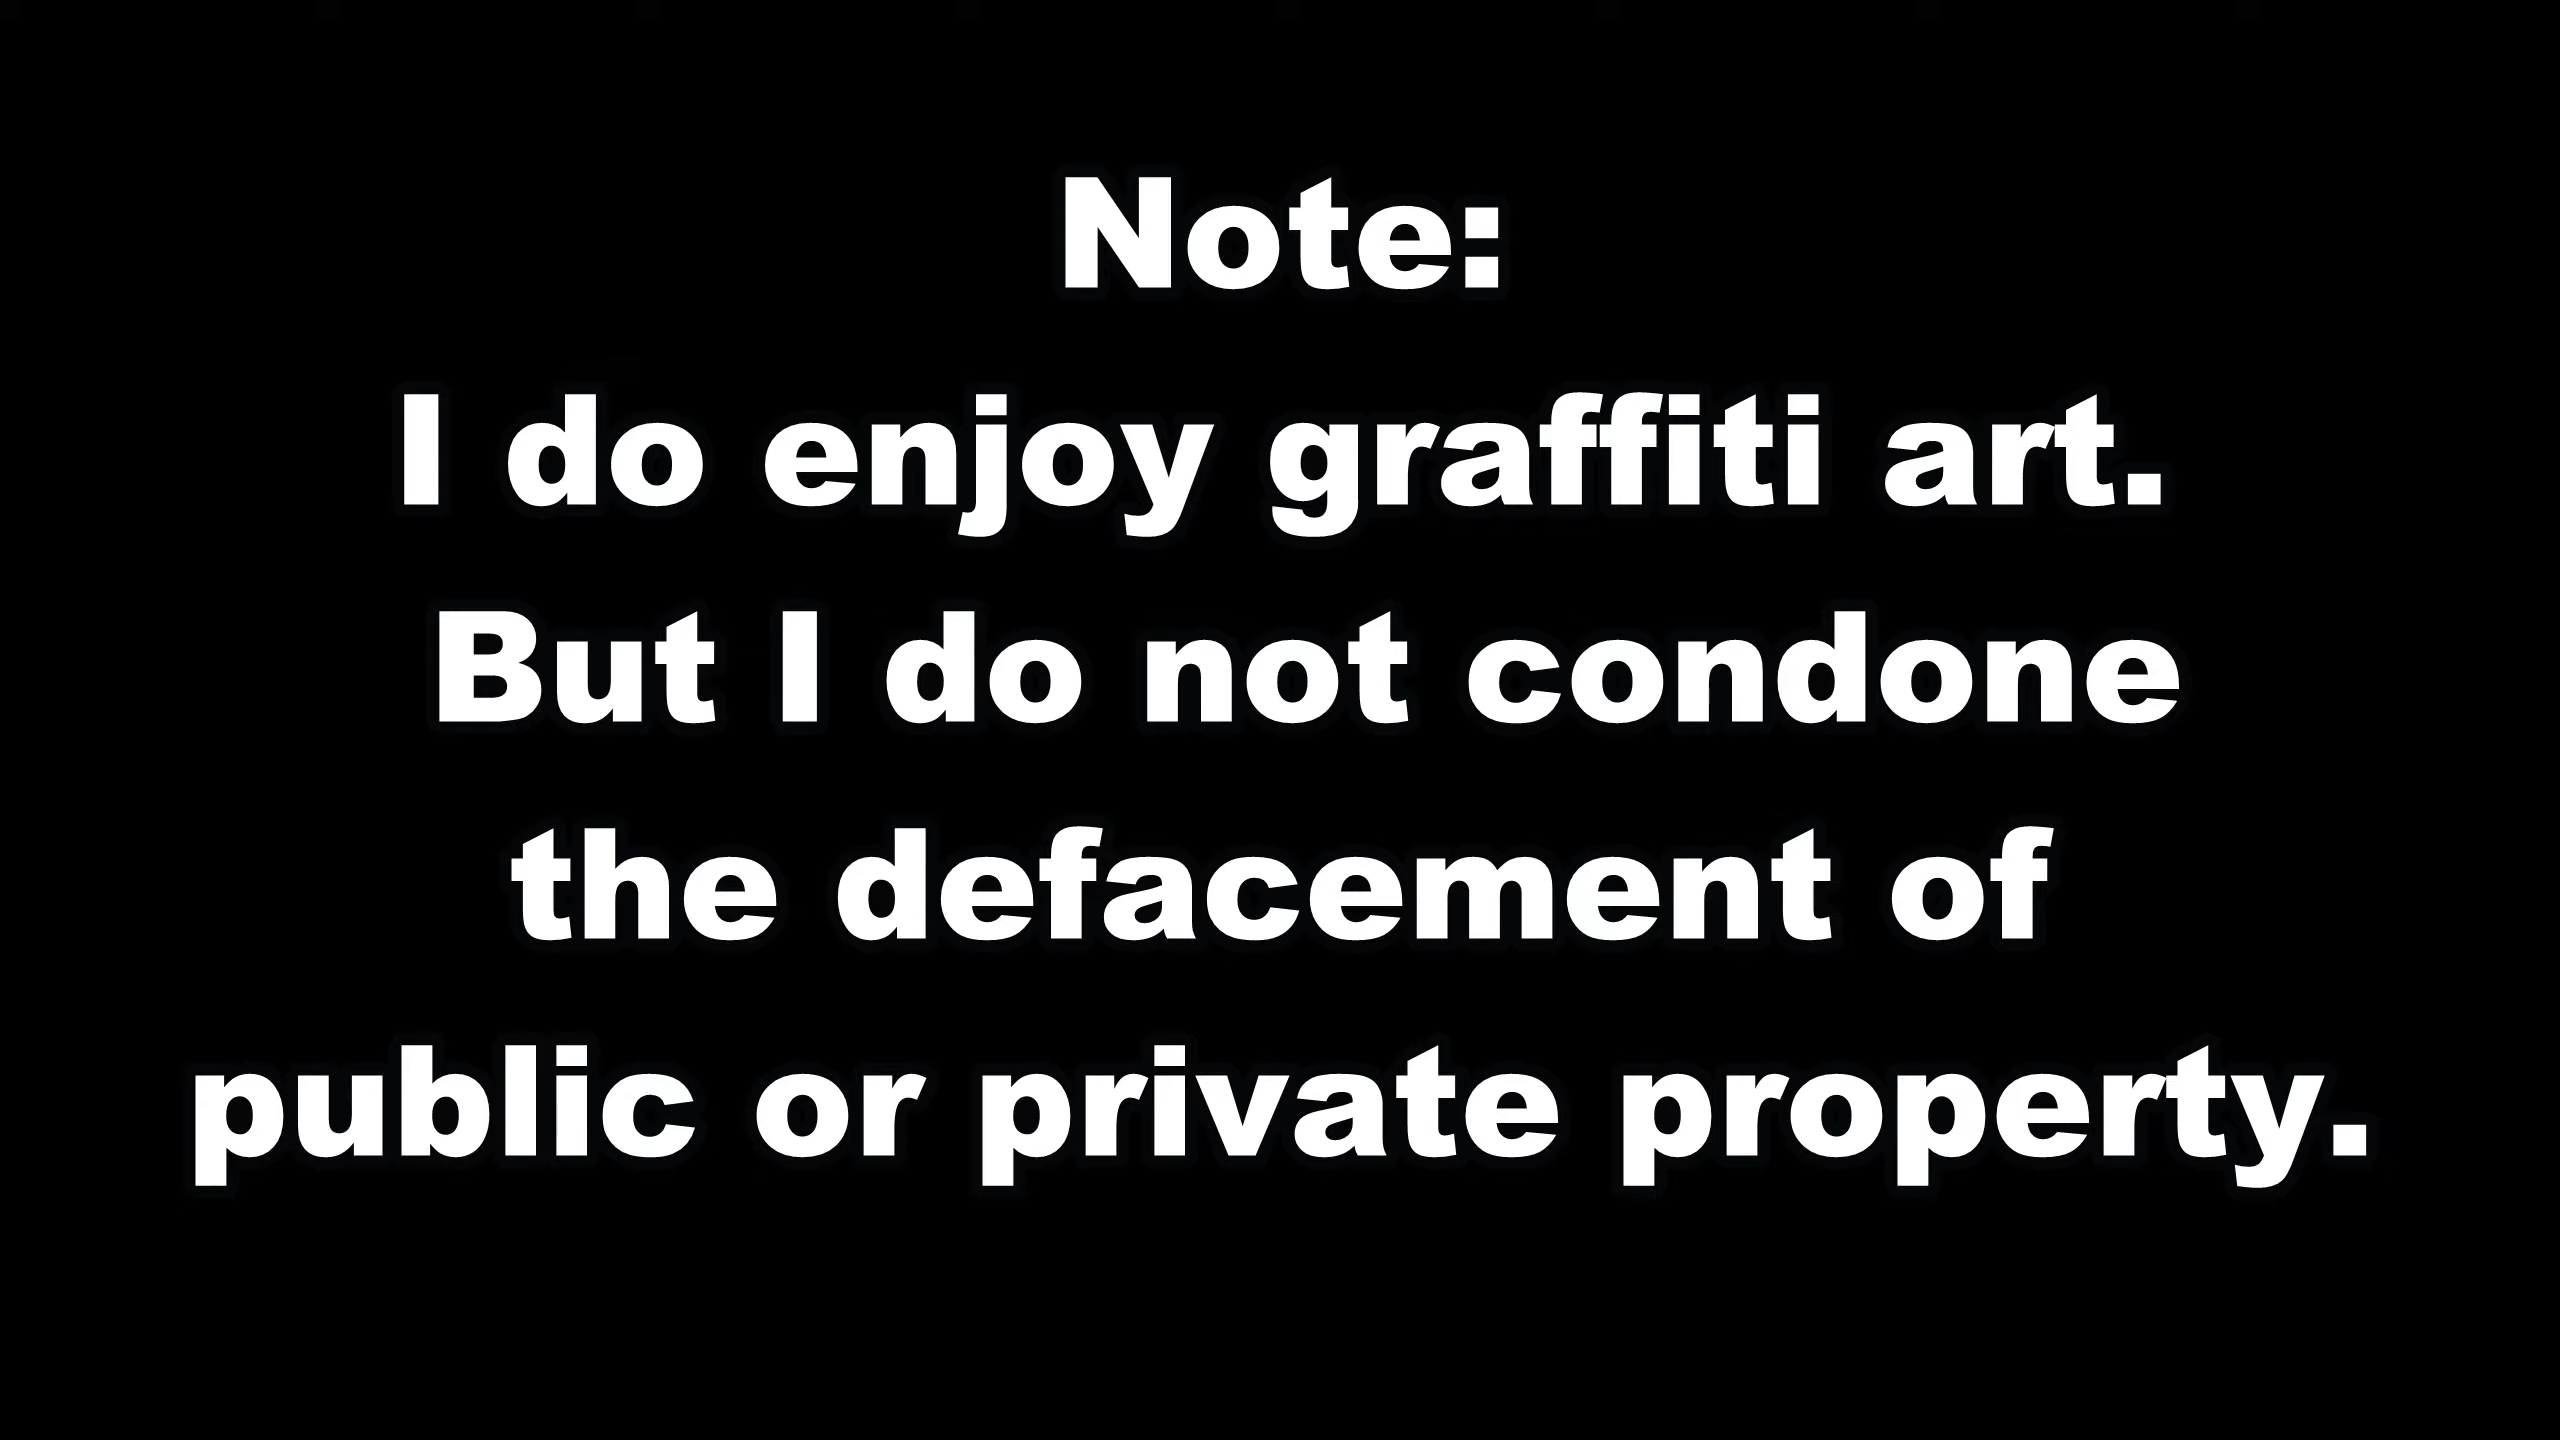 Note:
I do enjoy graffiti art.
But I do not condone
the defacement of
public or private property.